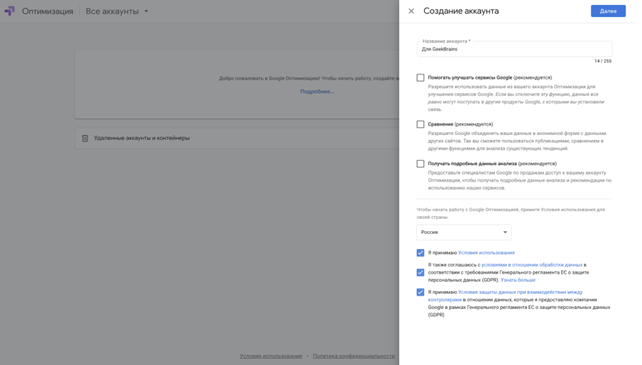 Оптимизация
Все аккаунты
Добро пожаловать в Google Оптимизацию! Чтобы начать работу, создайте
Подробнее...
Удаленные аккаунты и контейнеры
Условия использования • Политика конфиденциальности
Создание аккаунта
Далее
Название аккаунта *
Для GeekBrains
14 / 255
Помогать улучшать сервисы Google (рекомендуется)
Разрешите использование данных из вашего аккаунта Оптимизации для
улучшения сервисов Google. Если вы отключите эту функцию, данные все
равно могут поступать в другие продукты Google, с которыми вы установили
связь.
Сравнение (рекомендуется)
Разрешите Google объединять ваши данные в анонимной форме с данными
других сайтов. Так вы сможете пользоваться публикациями, сравнением и
другими функциями для анализа существующих тенденций.
Получать подробные данные анализа (рекомендуется)
Предоставьте специалистам Google по продажам доступ к вашему аккаунту
Оптимизации, чтобы получать подробные данные анализа и рекомендации по
использованию наших сервисов.
Чтобы начать работу с Google Оптимизацией, примите Условия использования для
своей страны.
Россия
Я принимаю Условия использования
Я также соглашаюсь с условиями в отношении обработки данных в
соответствии с требованиями Генерального регламента ЕС о защите
персональных данных (GDPR). Узнать больше
Я принимаю Условия защиты данных при взаимодействии между
контролерами в отношении данных, которые я предоставляю компании
Google в рамках Генерального регламента ЕС о защите персональных данных
(GDPR)